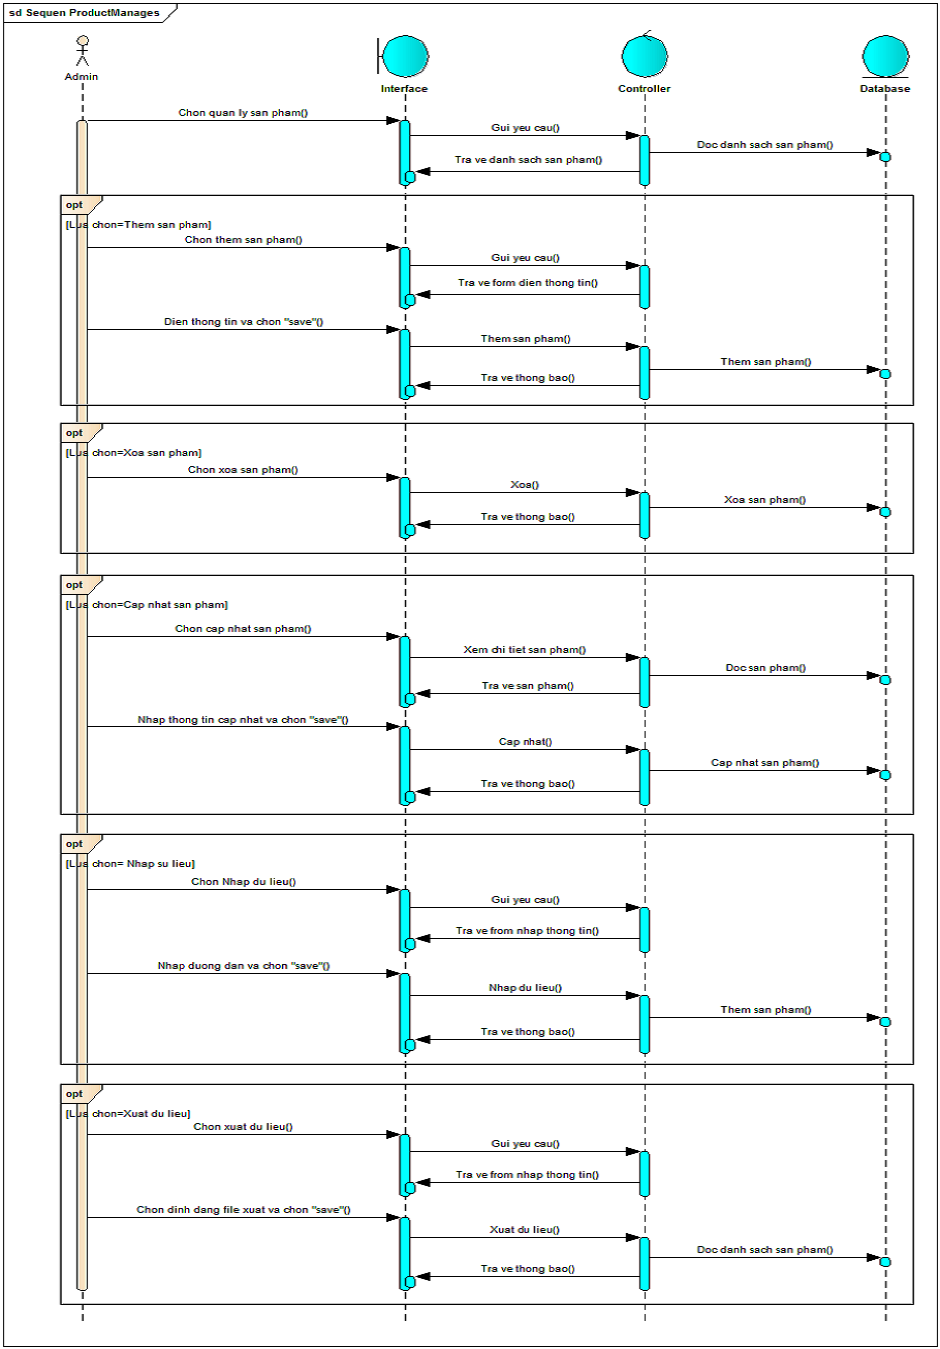 sd Sequen ProductManages
Admin
Interface
Controller
Database
Chon quan ly san pham()
Gui yeu cau()
Doc danh sach san pham()
Tra ve danh sach san pham()
opt
[Lua chon=Them san pham]
Chon them san pham()
Gui yeu cau()
Tra ve form dien thong tin()
Dien thong tin va chon "save"()
Them san pham()
Them san pham()
Tra ve thong bao()
opt
[Lua chon=Xoa san pham]
Chon xoa san pham()
Xoa()
Xoa san pham()
Tra ve thong bao()
opt
[Lua chon=Cap nhat san pham]
Chon cap nhat san pham()
Xem chi tiet san pham()
Doc san pham()
Tra ve san pham()
Nhap thong tin cap nhat va chon "save"()
Cap nhat()
Cap nhat san pham()
Tra ve thong bao()
opt
[Lua chon= Nhap su lieu]
Chon Nhap du lieu()
Gui yeu cau()
Tra ve from nhap thong tin()
Nhap duong dan va chon "save"()
Nhap du lieu()
Them san pham()
Tra ve thong bao()
opt
[Lua chon=Xuat du lieu]
Chon xuat du lieu()
Gui yeu cau()
Tra ve from nhap thong tin()
Chon dinh dang file xuat va chon "save"()
Xuat du lieu()
Doc danh sach san pham()
Tra ve thong bao()